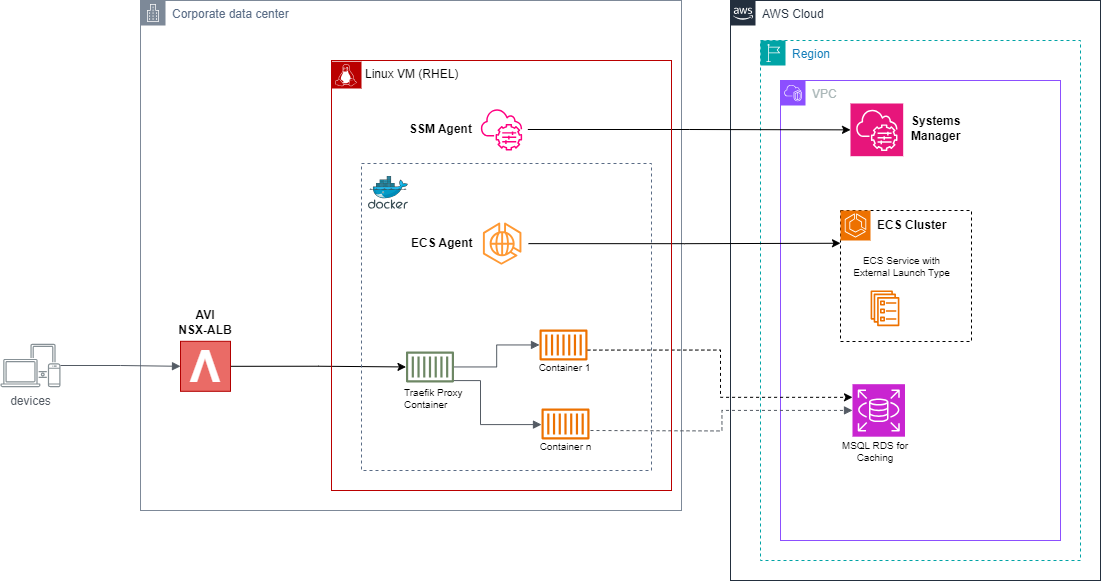 Corporate data center
aws
AWS Cloud
Region
Linux VM (RHEL)
VPC
SSM Agent
Systems
Manager
docker
ECS Agent
ECS Cluster
ECS Service with
External Launch Type
AVI
NSX-ALB
Container 1
devices
Traefik Proxy
Container
Container n
MSQL RDS for
Caching